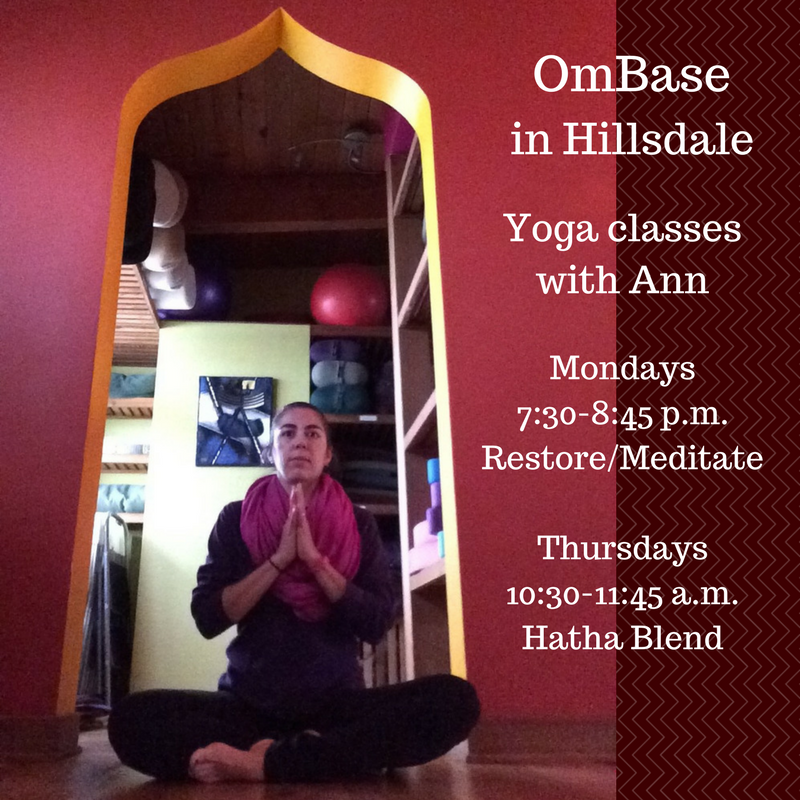 OmBase
in Hillsdale
Yoga classes
with Ann
Mondays
7:30-8:45 p.m.
Restore/Meditate
Thursdays
10:30-11:45 a.m.
Hatha Blend